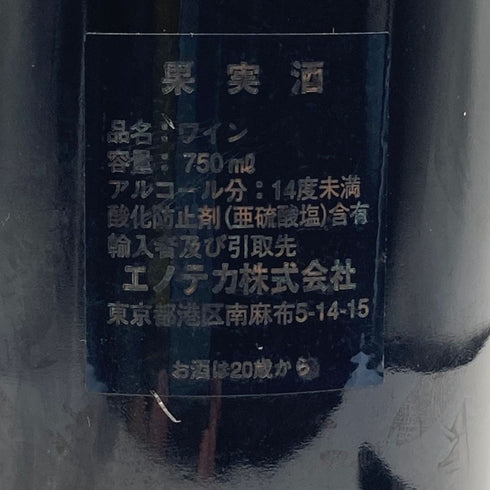 果実酒
品名：ワイン
容量：750mℓ
アルコール分：14度未満
酸化防止剤(亜硫酸塩)含有
輸入者及び引取先
エノテカ株式会社
東京都港区南麻布5-14-15
お酒は20歳から